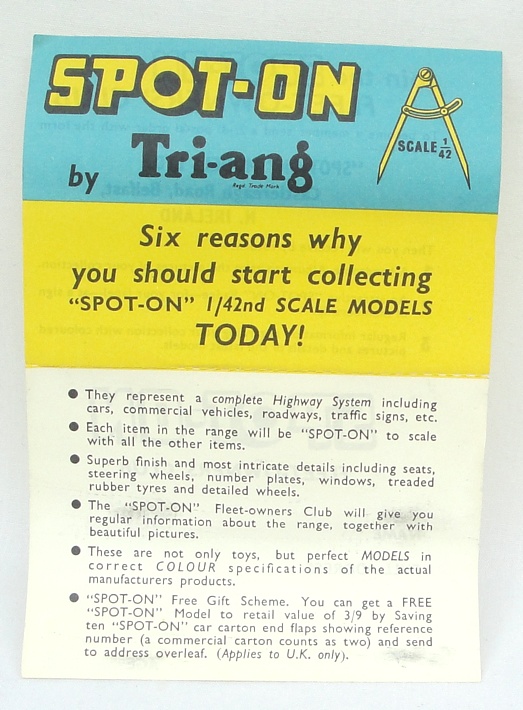 SPOT-ON
by Tri-ang
Regd Trade Mark
SCALE 1/42
Six reasons why
you should start collecting
"SPOT-ON" 1/42nd SCALE MODELS
TODAY!
● They represent a complete Highway System including
cars, commercial vehicles, roadways, traffic signs, etc.
● Each item in the range will be "SPOT-ON" to scale
with all the other items.
● Superb finish and most intricate details including seats,
steering wheels, number plates, windows, treaded
rubber tyres and detailed wheels.
● The "SPOT-ON" Fleet-owners Club will give you
regular information about the range, together with
beautiful pictures.
● These are not only toys, but perfect MODELS in
correct COLOUR specifications of the actual
manufacturers products.
● "SPOT-ON" Free Gift Scheme. You can get a FREE
"SPOT-ON" Model to retail value of 3/9 by Saving
ten "SPOT-ON" car carton end flaps showing reference
number (a commercial carton counts as two) and send
to address overleaf. (Applies to U.K. only).